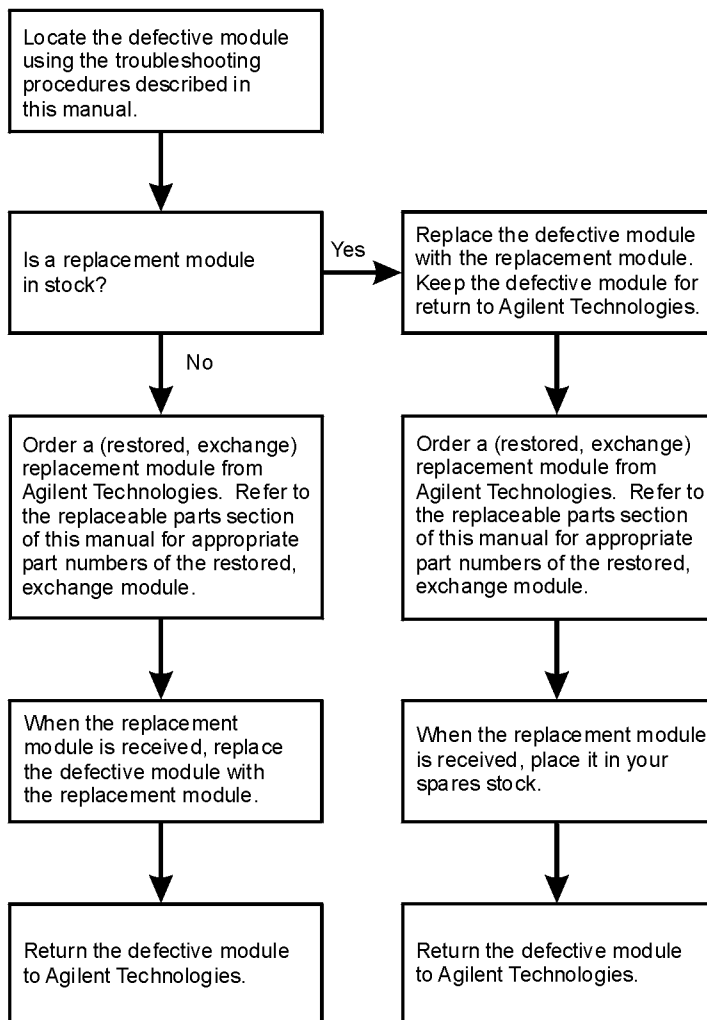 Locate the defective module
using the troubleshooting
procedures described in
this manual.
Is a replacement module
in stock?
Yes
Replace the defective module
with the replacement module.
Keep the defective module for
return to Agilent Technologies.
No
Order a (restored, exchange)
replacement module from
Agilent Technologies.  Refer to
the replaceable parts section
of this manual for appropriate
part numbers of the restored,
exchange module.
Order a (restored, exchange)
replacement module from
Agilent Technologies.  Refer to
the replaceable parts section
of this manual for appropriate
part numbers of the restored,
exchange module.
When the replacement
module is received, replace
the defective module with
the replacement module.
When the replacement module
is received, place it in your
spares stock.
Return the defective module
to Agilent Technologies.
Return the defective module
to Agilent Technologies.